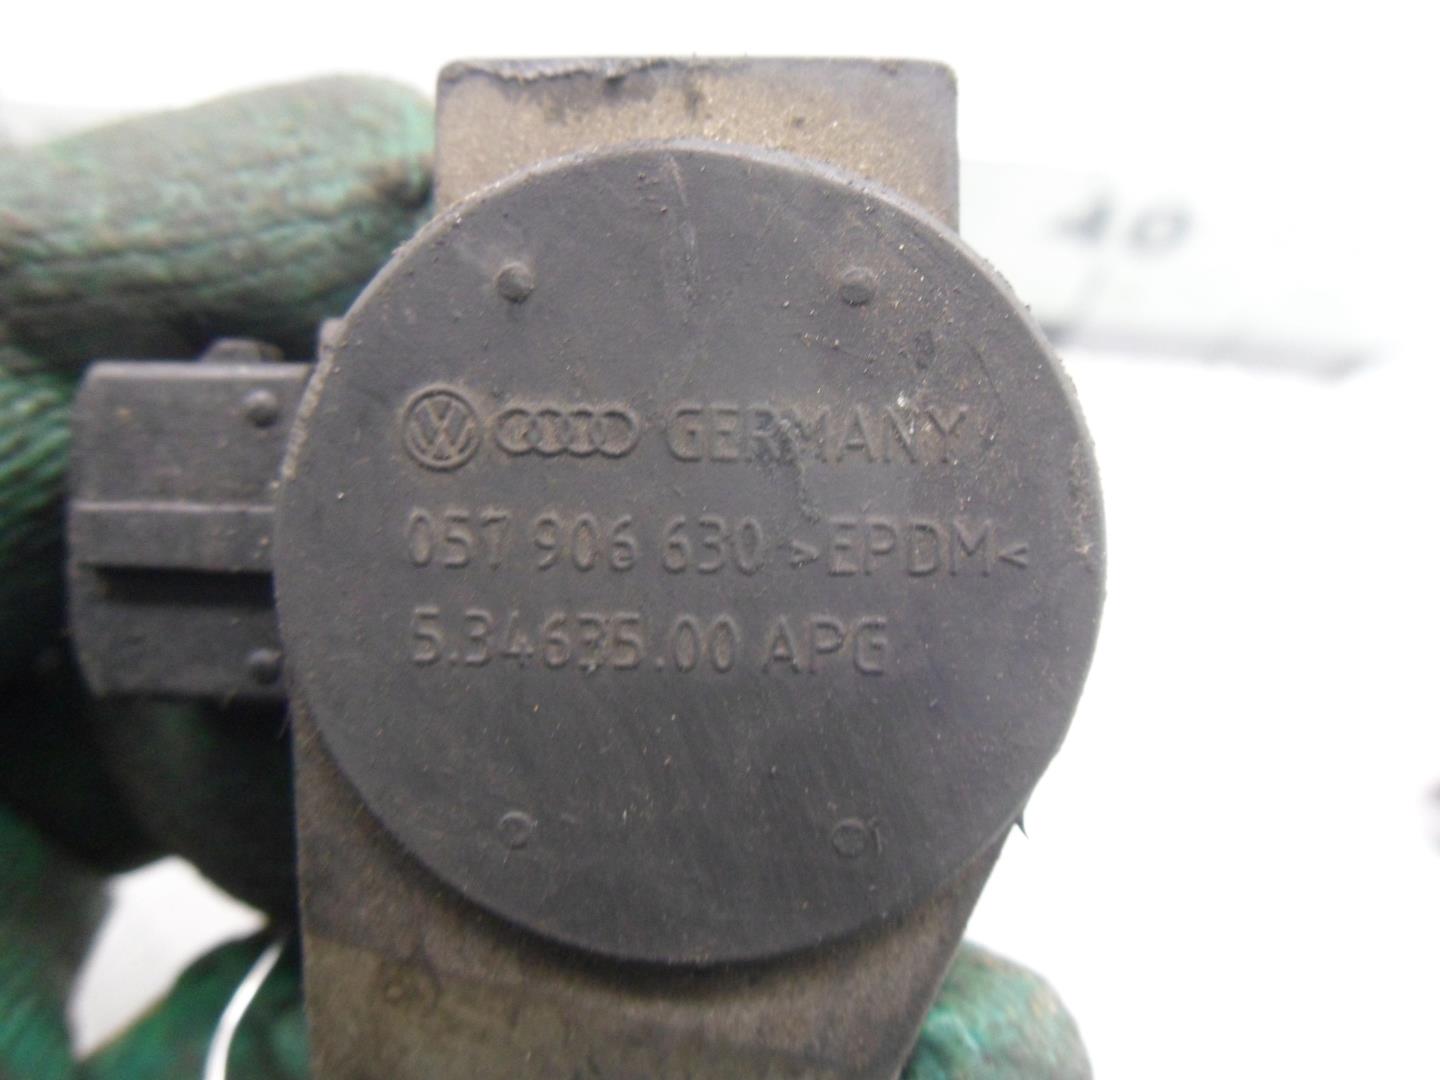 GERMANY
057 906 630 >EPDM<
5.34635.00 APG